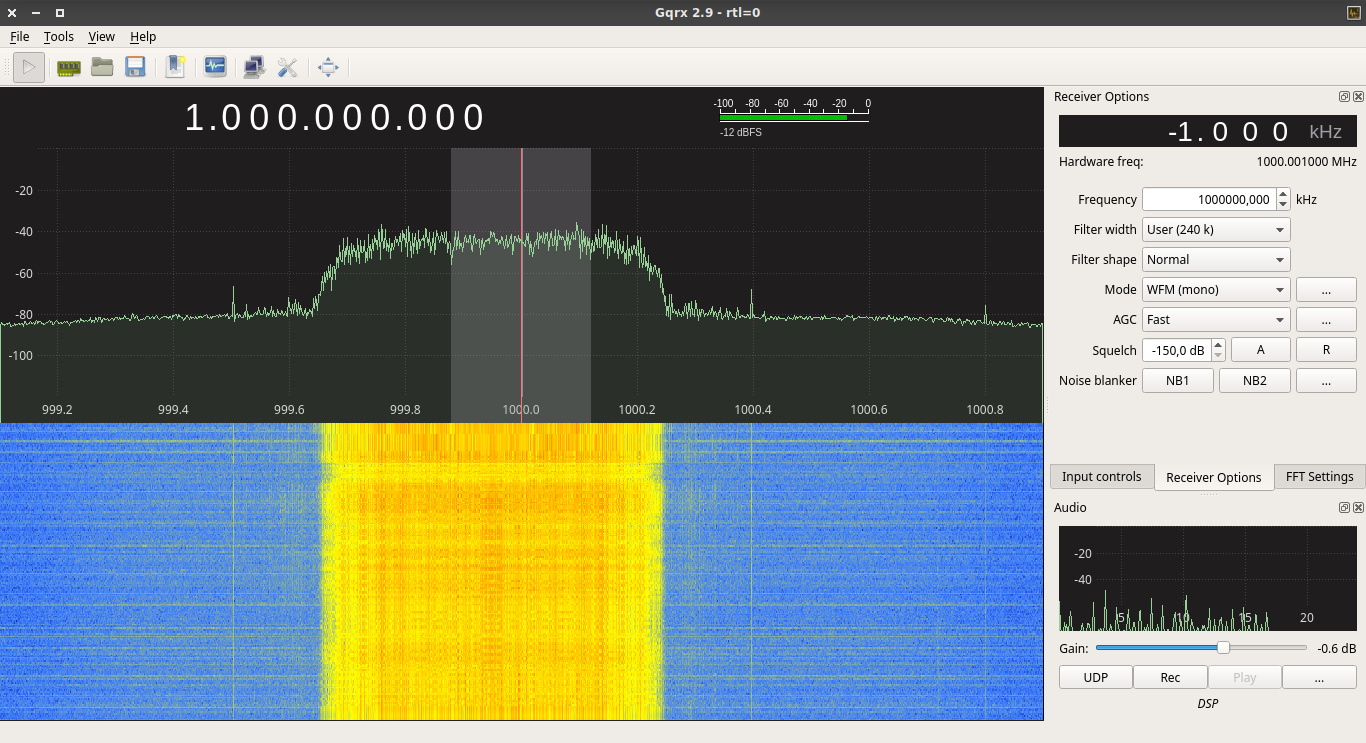 Gqrx 2.9 - rtl=0
File Tools View Help
1.000.000.000
-100 -80 -60 -40 -20 0
-12 dBFS
-20
-40
-60
-80
-100
999.2 999.4 999.6 999.8 1000.0 1000.2 1000.4 1000.6 1000.8
Receiver Options
-1.000 kHz
Hardware freq: 1000.001000 MHz
Frequency 1000000,000 kHz
Filter width User (240 k)
Filter shape Normal
Mode WFM (mono) ...
AGC Fast ...
Squelch -150,0 dB A R
Noise blanker NB1 NB2 ...
Input controls Receiver Options FFT Settings
Audio
-20
-40
5 10 15 20
Gain: -0.6 dB
UDP Rec Play ...
DSP